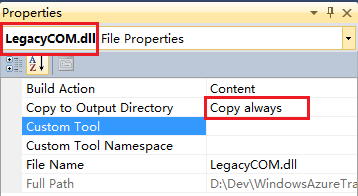 Properties
LegacyCOM.dll File Properties
Build Action Content
Copy to Output Directory Copy always
Custom Tool
Custom Tool Namespace
File Name LegacyCOM.dll
Full Path D:\Dev\WindowsAzureTra